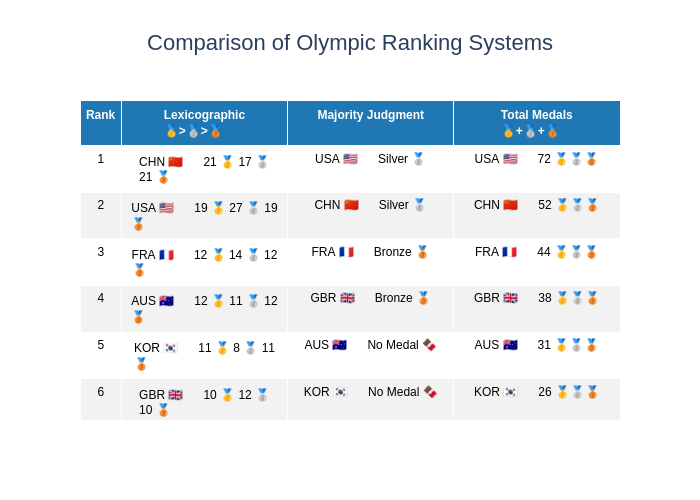 Comparison of Olympic Ranking Systems
Rank Lexicographic Majority Judgment Total Medals
🥇>🥈>🥉 🥇+🥈+🥉
1 CHN 🇨🇳 21 🥇 17 🥈 USA 🇺🇸 Silver 🥈 USA 🇺🇸 72 🥇🥈🥉
21 🥉
2 USA 🇺🇸 19 🥇 27 🥈 19 CHN 🇨🇳 Silver 🥈 CHN 🇨🇳 52 🥇🥈🥉
🥉
3 FRA 🇫🇷 12 🥇 14 🥈 12 FRA 🇫🇷 Bronze 🥉 FRA 🇫🇷 44 🥇🥈🥉
🥉
4 AUS 🇦🇺 12 🥇 11 🥈 12 GBR 🇬🇧 Bronze 🥉 GBR 🇬🇧 38 🥇🥈🥉
🥉
5 KOR 🇰🇷 11 🥇 8 🥈 11 AUS 🇦🇺 No Medal 🍫 AUS 🇦🇺 31 🥇🥈🥉
🥉
6 GBR 🇬🇧 10 🥇 12 🥈 KOR 🇰🇷 No Medal 🍫 KOR 🇰🇷 26 🥇🥈🥉
10 🥉